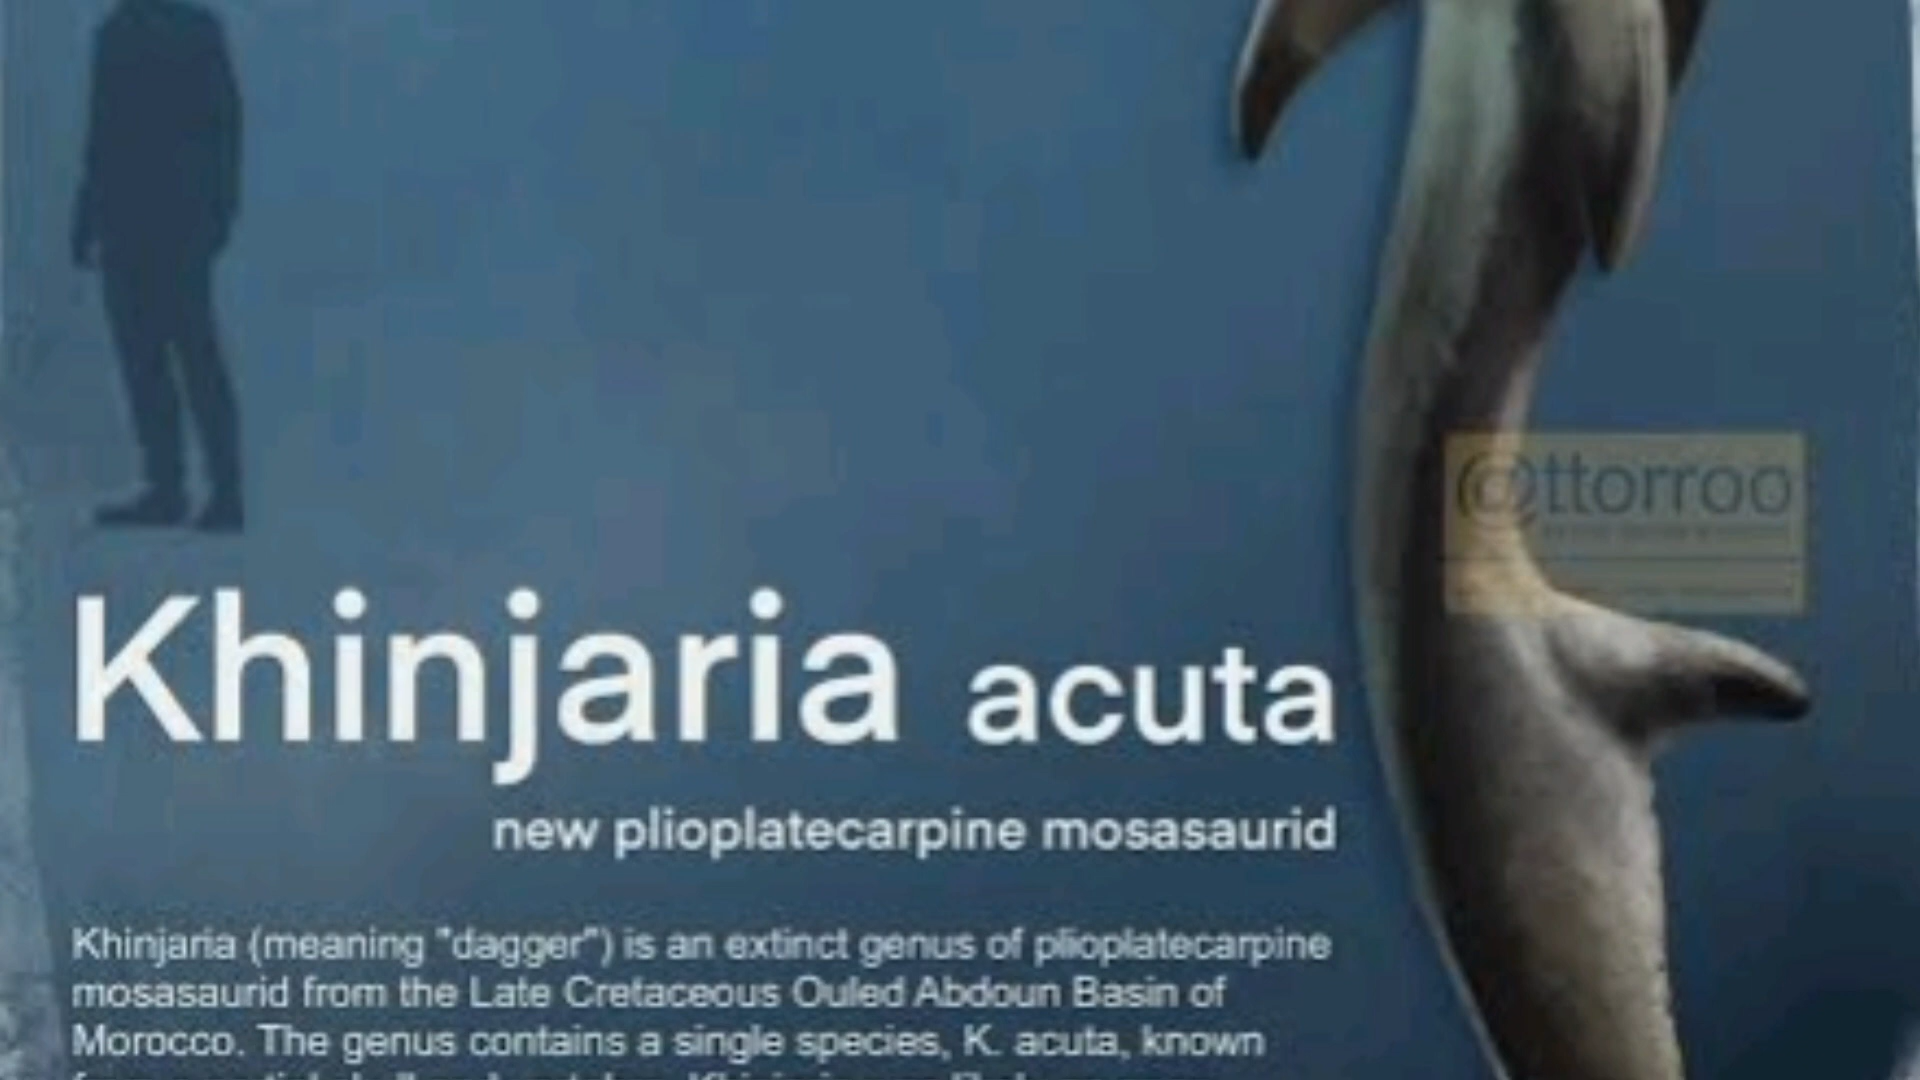 @ttorroo
Khinjaria acuta
new plioplatecarpine mosasaurid
Khinjaria (meaning "dagger") is an extinct genus of plioplatecarpine
mosasaurid from the Late Cretaceous Ouled Abdoun Basin of
Morocco. The genus contains a single species, K. acuta, known